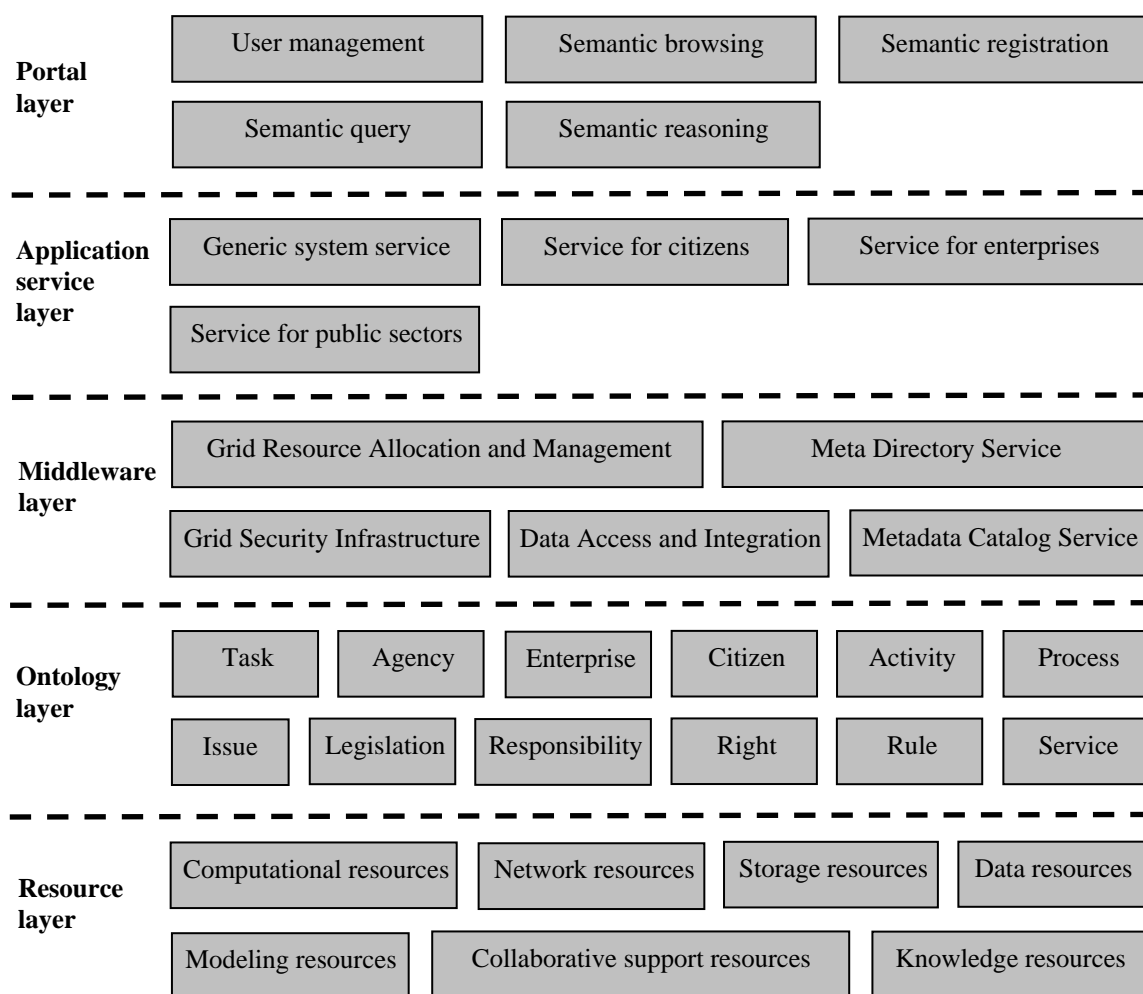 Portal
layer
User management
Semantic browsing
Semantic registration
Semantic query
Semantic reasoning
Application
service
layer
Generic system service
Service for citizens
Service for enterprises
Service for public sectors
Middleware
layer
Grid Resource Allocation and Management
Meta Directory Service
Grid Security Infrastructure
Data Access and Integration
Metadata Catalog Service
Ontology
layer
Task
Agency
Enterprise
Citizen
Activity
Process
Issue
Legislation
Responsibility
Right
Rule
Service
Resource
layer
Computational resources
Network resources
Storage resources
Data resources
Modeling resources
Collaborative support resources
Knowledge resources